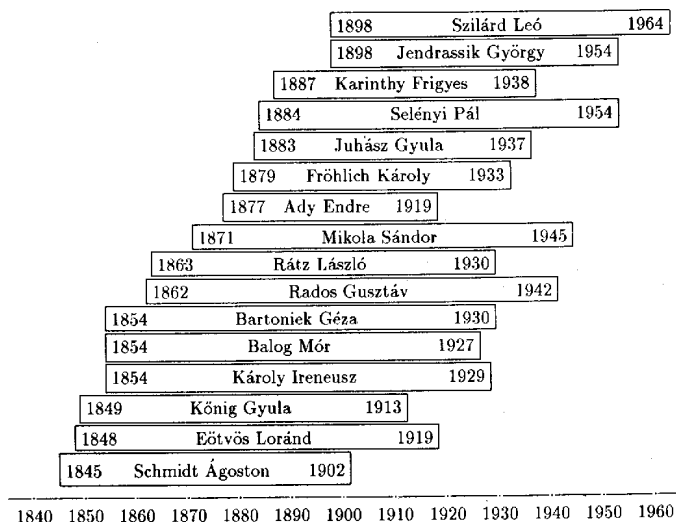 1898 Szilárd Leó 1964
1898 Jendrassik György 1954
1887 Karinthy Frigyes 1938
1884 Selényi Pál 1954
1883 Juhász Gyula 1937
1879 Fröhlich Károly 1933
1877 Ady Endre 1919
1871 Mikola Sándor 1945
1863 Rátz László 1930
1862 Rados Gusztáv 1942
1854 Bartoniek Géza 1930
1854 Balog Mór 1927
1854 Károly Ireneusz 1929
1849 Kőnig Gyula 1913
1848 Eötvös Loránd 1919
1845 Schmidt Ágoston 1902
1840 1850 1860 1870 1880 1890 1900 1910 1920 1930 1940 1950 1960